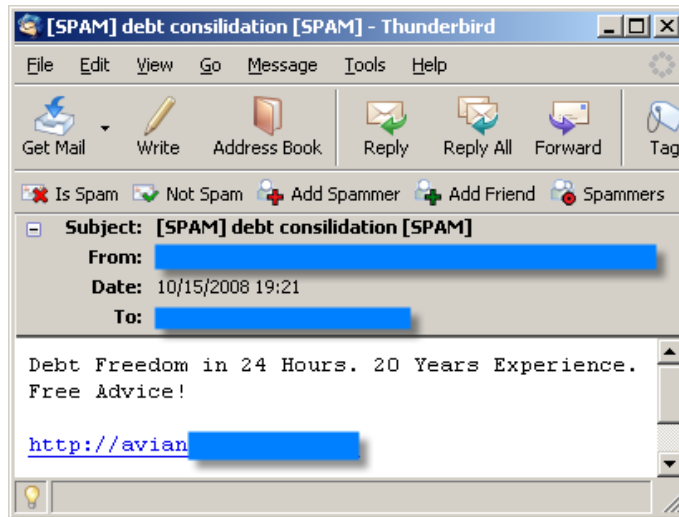 [SPAM] debt consilidation [SPAM] - Thunderbird
File Edit View Go Message Tools Help
Get Mail Write Address Book Reply Reply All Forward Tag
Is Spam Not Spam Add Spammer Add Friend Spammers
Subject: [SPAM] debt consilidation [SPAM]
From:
Date: 10/15/2008 19:21
To:
Debt Freedom in 24 Hours. 20 Years Experience.
Free Advice!
http://avian